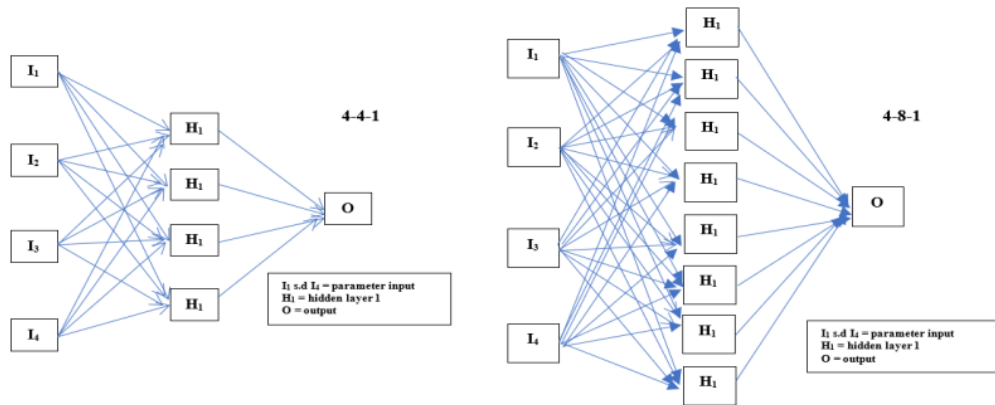 I₁
I₂
I₃
I₄
H₁
H₁
H₁
H₁
O
4-4-1
I₁ s.d I₄ = parameter input
H₁ = hidden layer 1
O = output
I₁
I₂
I₃
I₄
H₁
H₁
H₁
H₁
H₁
H₁
H₁
H₁
O
4-8-1
I₁ s.d I₄ = parameter input
H₁ = hidden layer 1
O = output